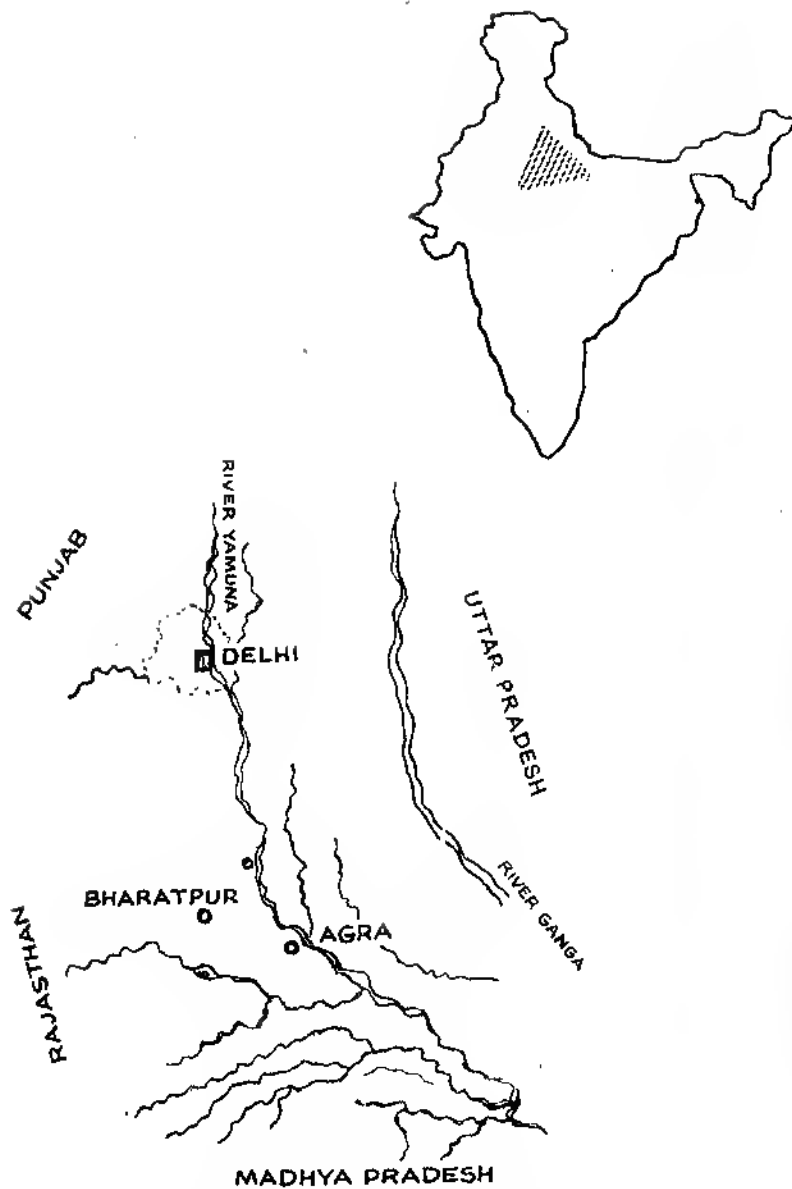 RIVER YAMUNA
PUNJAB
UTTAR PRADESH
DELHI
RIVER GANGA
BHARATPUR
AGRA
RAJASTHAN
MADHYA PRADESH